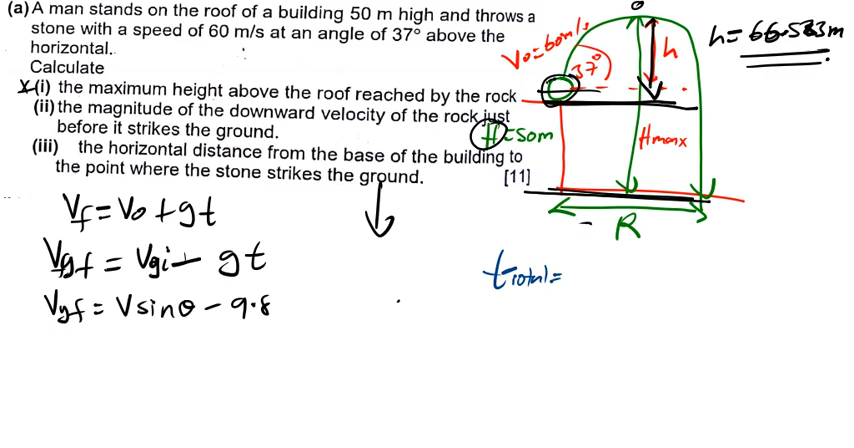 (a) A man stands on the roof of a building 50 m high and throws a
stone with a speed of 60 m/s at an angle of 37° above the
horizontal.
Calculate
X (i) the maximum height above the roof reached by the rock
(ii) the magnitude of the downward velocity of the rock just
before it strikes the ground.
(iii) the horizontal distance from the base of the building to
the point where the stone strikes the ground.
[11]
Vf = Vo + gt
Vyf = Vyi - gt
Vyf = V sinθ - 9.8
0
Vo = 60m/s
37°
h
h = 66.523m
H = 50m
Hmax
R
t Total =